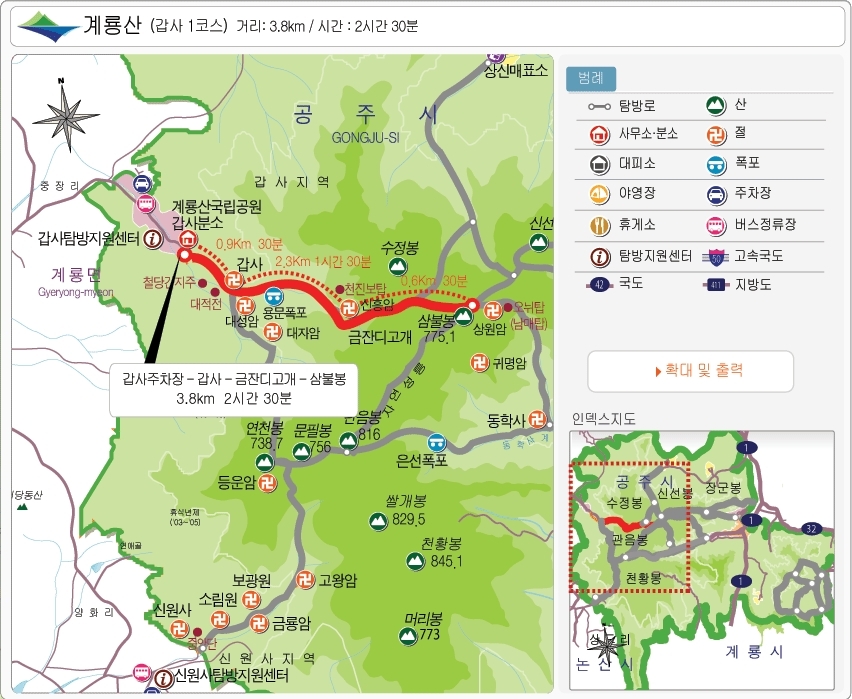 계룡산 (갑사 1코스) 거리: 3.8km / 시간 : 2시간 30분
장신매표소
N
공 주 시
GONGJU-SI
중장리
갑사지역
계룡산국립공원
갑사분소
갑사탐방지원센터
0.9Km 30분
수정봉
신선
계룡면
Gyeryong-myeon
갑사
2.3Km 1시간 30분
0.6Km 30분
철당간지주
대적전
천진보탑
신흥암
용문폭포
대성암
대자암
금잔디고개
삼불봉
775.1
상원암
오뉘탑
(남매탑)
귀명암
자연성릉
갑사주차장 – 갑사 – 금잔디고개 – 삼불봉
3.8km 2시간 30분
연천봉
738.7
문필봉
756
관음봉
816
동학사
은선폭포
등운암
쌀개봉
829.5
휴식년제
('03~'05)
천황봉
845.1
연애골
보광원
고왕암
양화리
소림원
신원사
금룡암
중악단
머리봉
773
신원사지역
신원사탐방지원센터
범례
탐방로
산
사무소·분소
절
대피소
폭포
야영장
주차장
휴게소
버스정류장
탐방지원센터
50
고속국도
42
국도
411
지방도
확대 및 출력
인덱스지도
1
공주시
신선봉
장군봉
수정봉
1
32
관음봉
천황봉
1
계룡시
논산시